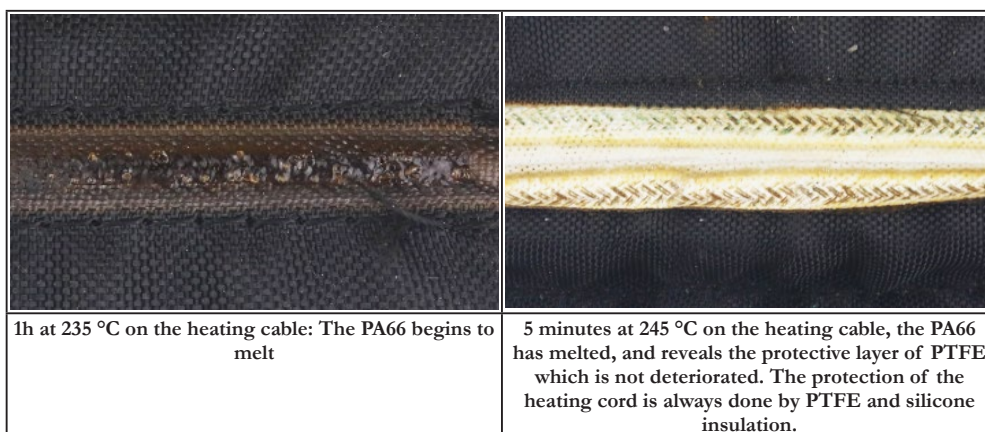 1h at 235 °C on the heating cable: The PA66 begins to
melt
5 minutes at 245 °C on the heating cable, the PA66
has melted, and reveals the protective layer of PTFE
which is not deteriorated. The protection of the
heating cord is always done by PTFE and silicone
insulation.